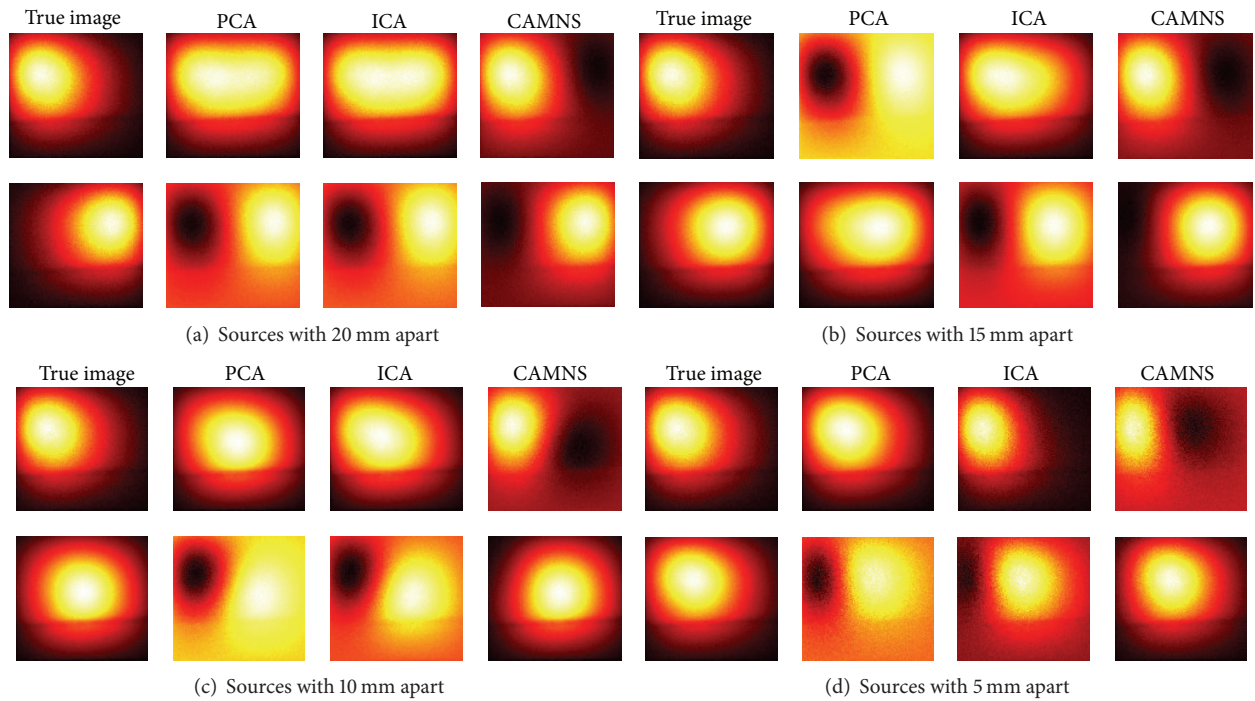 True image PCA ICA CAMNS True image PCA ICA CAMNS
(a) Sources with 20 mm apart (b) Sources with 15 mm apart
True image PCA ICA CAMNS True image PCA ICA CAMNS
(c) Sources with 10 mm apart (d) Sources with 5 mm apart